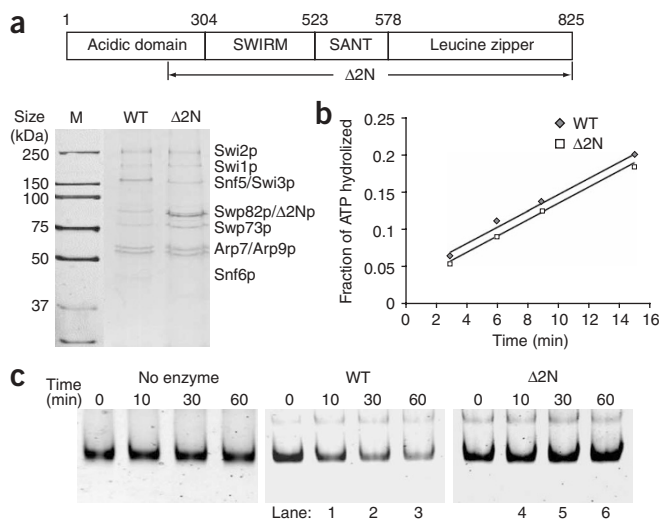 a
1 304 523 578 825
Acidic domain SWIRM SANT Leucine zipper
Δ2N
Size (kDa) M WT Δ2N
250
150
100
75
50
37
Swi2p
Swi1p
Snf5/Swi3p
Swp82p/Δ2Np
Swp73p
Arp7/Arp9p
Snf6p
b
WT
Δ2N
Fraction of ATP hydrolized
0.25
0.2
0.15
0.1
0.05
0
0 2 4 6 8 10 12 14 16
Time (min)
c
No enzyme WT Δ2N
Time (min) 0 10 30 60 0 10 30 60 0 10 30 60
Lane: 1 2 3 4 5 6